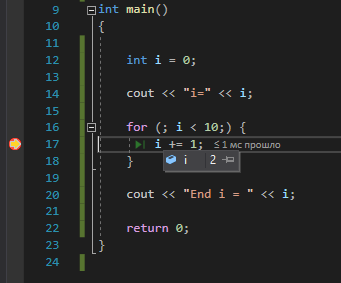 9 int main()
10 {
11
12 int i = 0;
13
14 cout << "i=" << i;
15
16 for (; i < 10;) {
17 i += 1; ≤ 1 мс прошло
18 }
i 2
19
20 cout << "End i = " << i;
21
22 return 0;
23 }
24